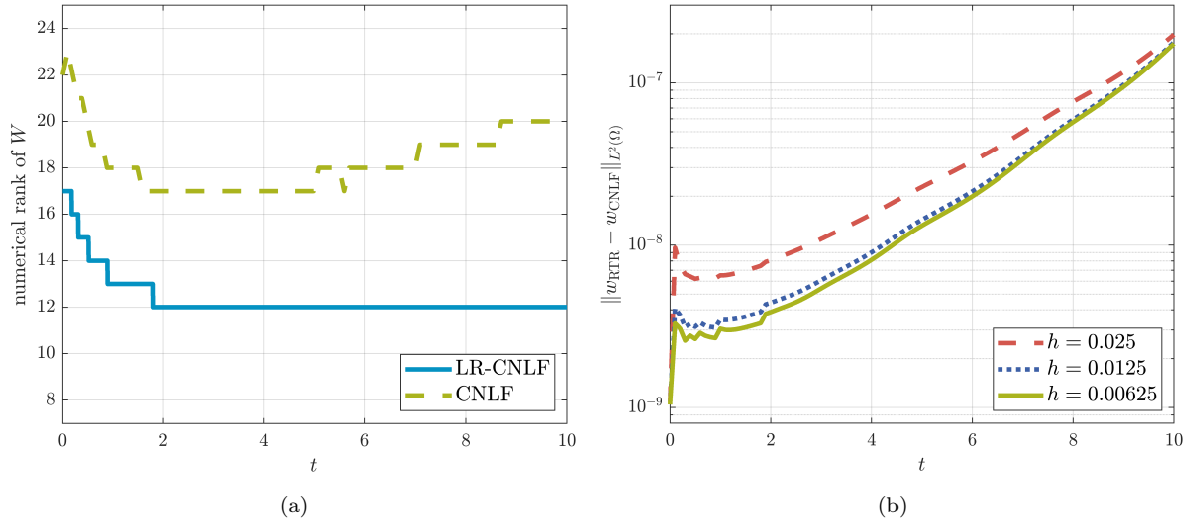 24
22
20
18
16
14
12
10
8
numerical rank of W
0
2
4
6
8
10
t
LR-CNLF
CNLF
(a)
10⁻⁷
10⁻⁸
10⁻⁹
‖w_RTR − w_CNLF‖_L²(Ω)
0
2
4
6
8
10
t
h = 0.025
h = 0.0125
h = 0.00625
(b)